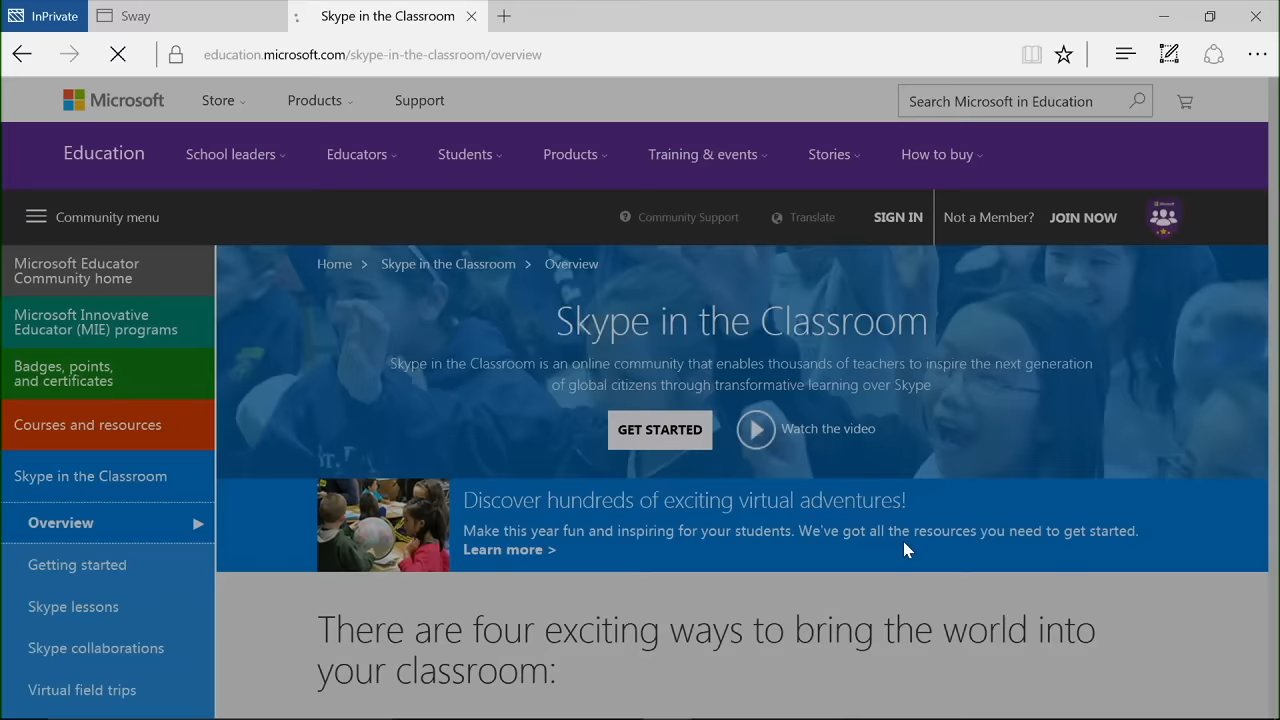 InPrivate
Sway
Skype in the Classroom
education.microsoft.com/skype-in-the-classroom/overview
Microsoft
Store
Products
Support
Search Microsoft in Education
Education
School leaders
Educators
Students
Products
Training & events
Stories
How to buy
Community menu
Community Support
Translate
SIGN IN
Not a Member?
JOIN NOW
Microsoft Educator
Community home
Microsoft Innovative
Educator (MIE) programs
Badges, points,
and certificates
Courses and resources
Skype in the Classroom
Overview
Getting started
Skype lessons
Skype collaborations
Virtual field trips
Home > Skype in the Classroom > Overview
Skype in the Classroom
Skype in the Classroom is an online community that enables thousands of teachers to inspire the next generation
of global citizens through transformative learning over Skype
GET STARTED
Watch the video
Discover hundreds of exciting virtual adventures!
Make this year fun and inspiring for your students. We've got all the resources you need to get started.
Learn more >
There are four exciting ways to bring the world into
your classroom: